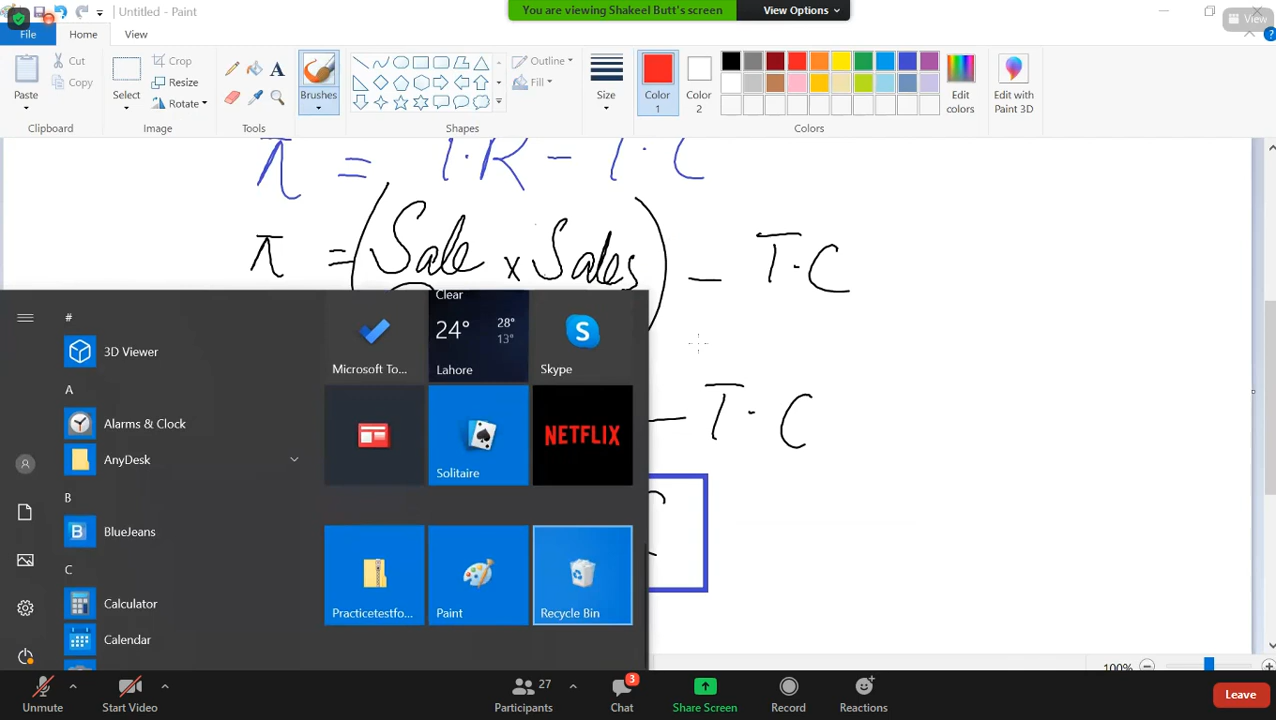 Untitled - Paint
You are viewing Shakeel Butt's screen
View Options
View
File
Home
View
Paste
Cut
Copy
Clipboard
Select
Crop
Resize
Rotate
Image
Tools
Brushes
Outline
Fill
Shapes
Size
Color 1
Color 2
Edit colors
Edit with Paint 3D
Colors
π = T·R - T·C
π = (Sale x Sales) - T·C
- T·C
#
3D Viewer
A
Alarms & Clock
AnyDesk
B
BlueJeans
C
Calculator
Calendar
Microsoft To...
Clear
24°
28°
13°
Lahore
Skype
Solitaire
NETFLIX
Practicetestfo...
Paint
Recycle Bin
100%
Unmute
Start Video
27
Participants
3
Chat
Share Screen
Record
Reactions
Leave